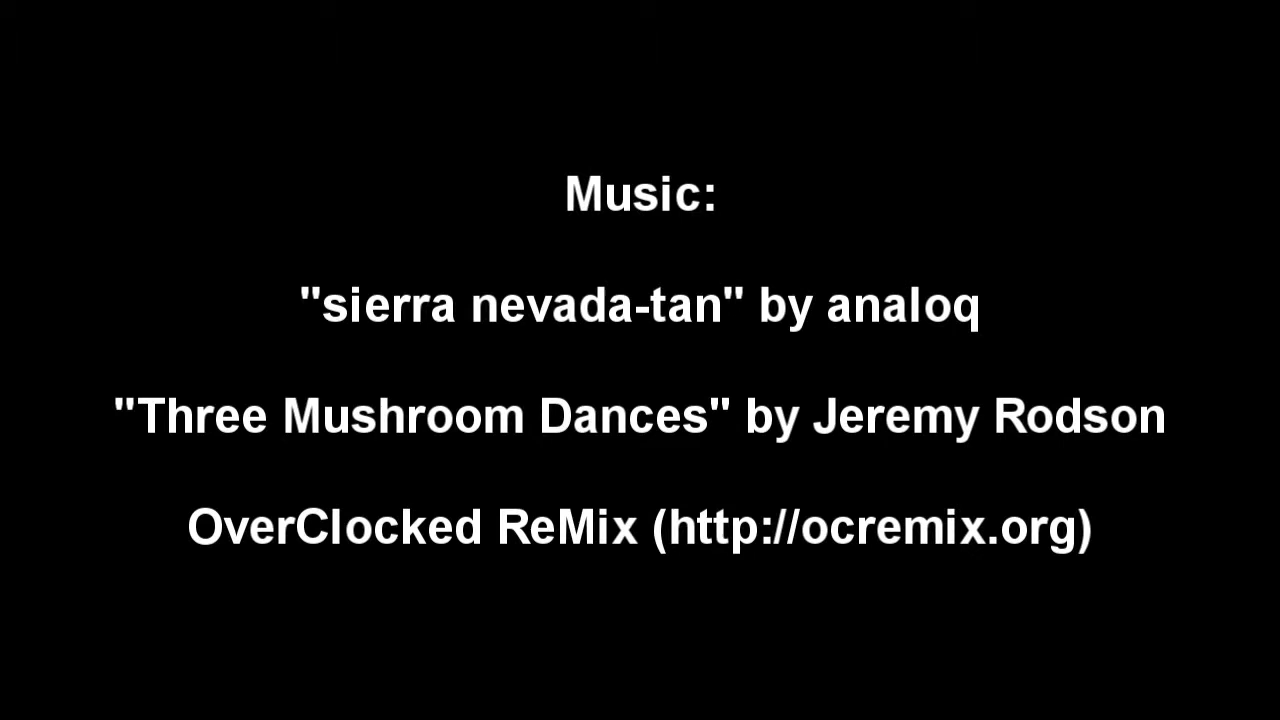 Music:
"sierra nevada-tan" by analoq
"Three Mushroom Dances" by Jeremy Rodson
OverClocked ReMix (http://ocremix.org)